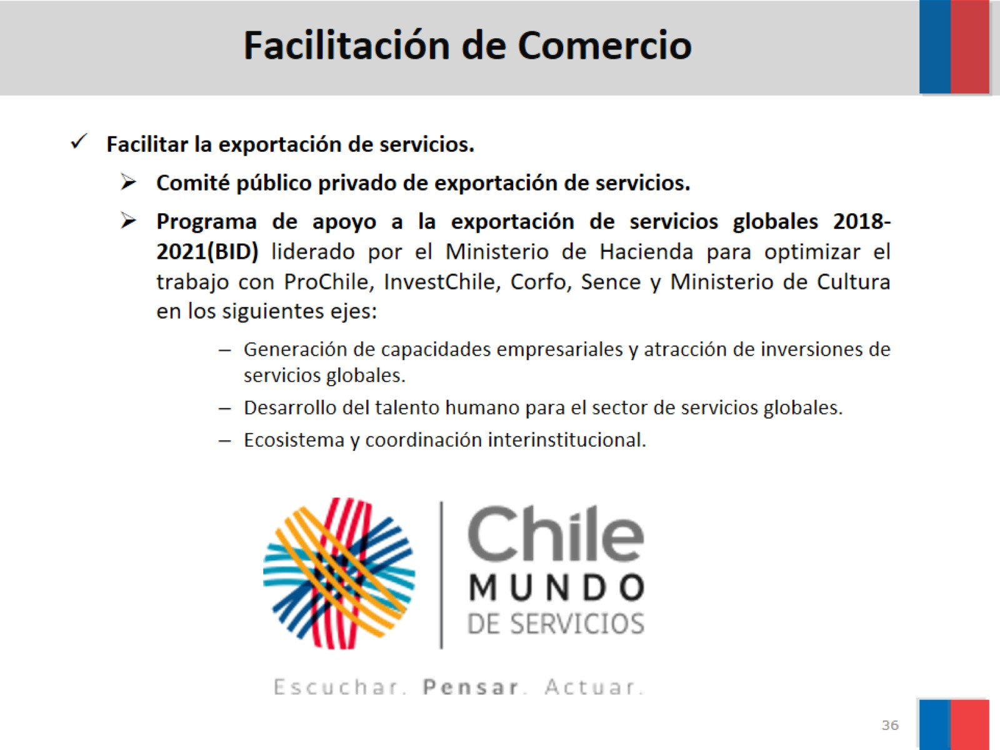 Facilitación de Comercio
✓ Facilitar la exportación de servicios.
➢ Comité público privado de exportación de servicios.
➢ Programa de apoyo a la exportación de servicios globales 2018-
2021(BID) liderado por el Ministerio de Hacienda para optimizar el
trabajo con ProChile, InvestChile, Corfo, Sence y Ministerio de Cultura
en los siguientes ejes:
– Generación de capacidades empresariales y atracción de inversiones de
servicios globales.
– Desarrollo del talento humano para el sector de servicios globales.
– Ecosistema y coordinación interinstitucional.
Chile
MUNDO
DE SERVICIOS
Escuchar. Pensar. Actuar.
36